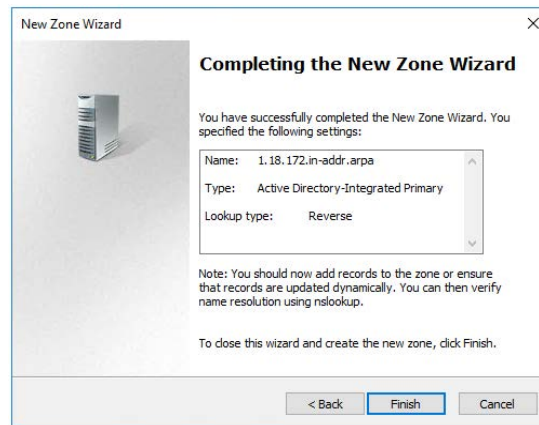 New Zone Wizard
Completing the New Zone Wizard
You have successfully completed the New Zone Wizard. You
specified the following settings:
Name: 1.18.172.in-addr.arpa
Type: Active Directory-Integrated Primary
Lookup type: Reverse
Note: You should now add records to the zone or ensure
that records are updated dynamically. You can then verify
name resolution using nslookup.
To close this wizard and create the new zone, click Finish.
< Back Finish Cancel